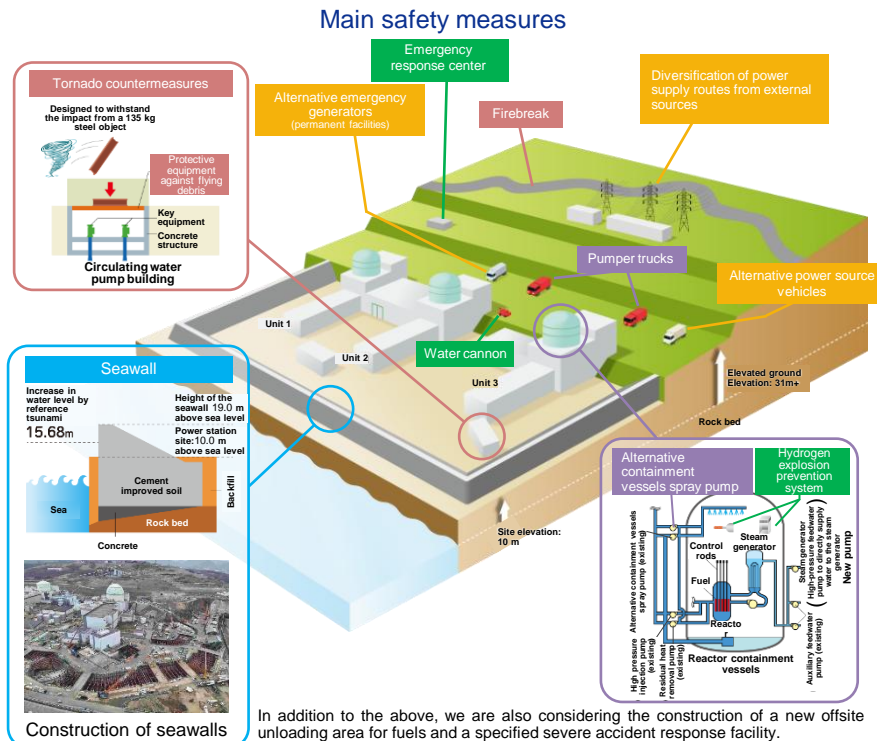 Main safety measures
Emergency
response center
Tornado countermeasures
Designed to withstand
the impact from a 135 kg
steel object
Protective
equipment
against flying
debris
Key
equipment
Concrete
structure
Circulating water
pump building
Alternative emergency
generators
(permanent facilities)
Firebreak
Diversification of power
supply routes from external
sources
Pumper trucks
Alternative power source
vehicles
Unit 1
Unit 2
Unit 3
Water cannon
Elevated ground
Elevation: 31m+
Rock bed
Site elevation:
10 m
Seawall
Increase in
water level by
reference
tsunami
15.68m
Height of the
seawall 19.0 m
above sea level
Power station
site:10.0 m
above sea level
Cement
improved soil
Backfill
Sea
Rock bed
Concrete
Construction of seawalls
Alternative
containment
vessels spray pump
Hydrogen
explosion
prevention
system
Alternative containment vessels
spray pump (existing)
Control
rods
Steam
generator
Fuel
Reacto
r
High pressure
injection pump
(existing)
Residual heat
removal pump
(existing)
Reactor containment
vessels
Steam generator
(High-pressure feedwater
pump to directly supply
water to the steam
generator)
New pump
Auxiliary feedwater
pump (existing)
In addition to the above, we are also considering the construction of a new offsite
unloading area for fuels and a specified severe accident response facility.